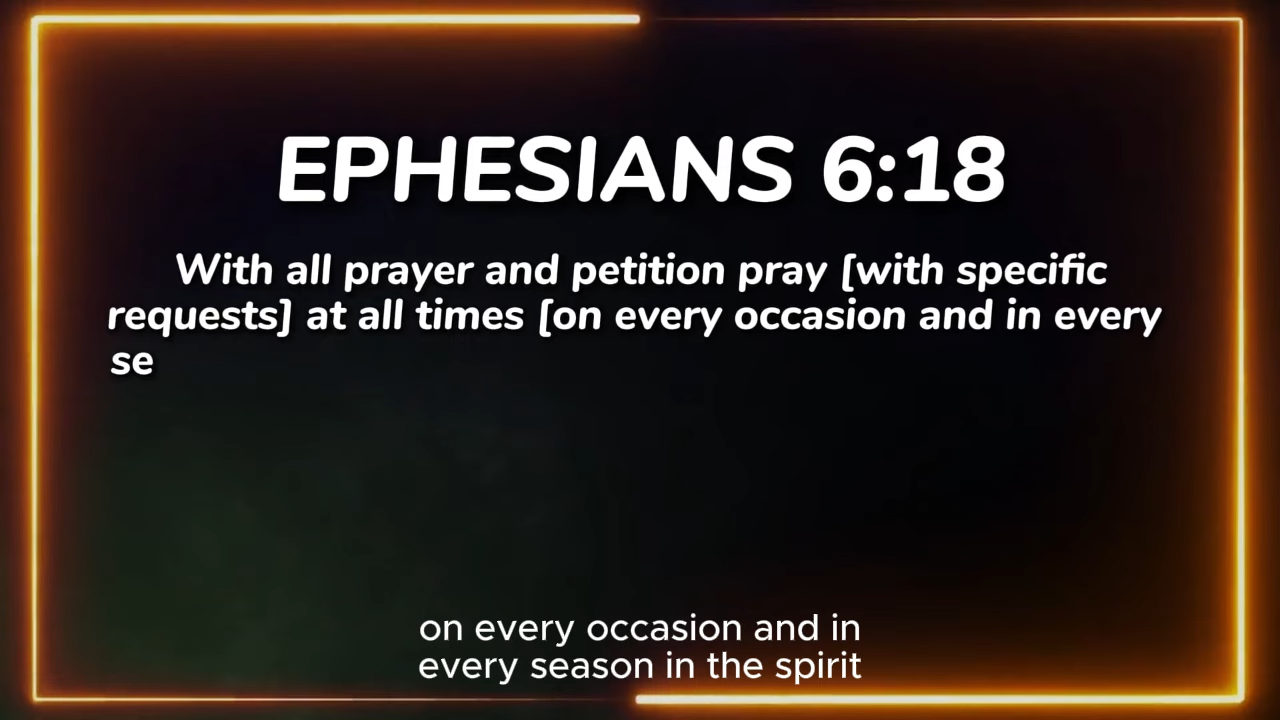 EPHESIANS 6:18
With all prayer and petition pray [with specific
requests] at all times [on every occasion and in every
se
on every occasion and in
every season in the spirit